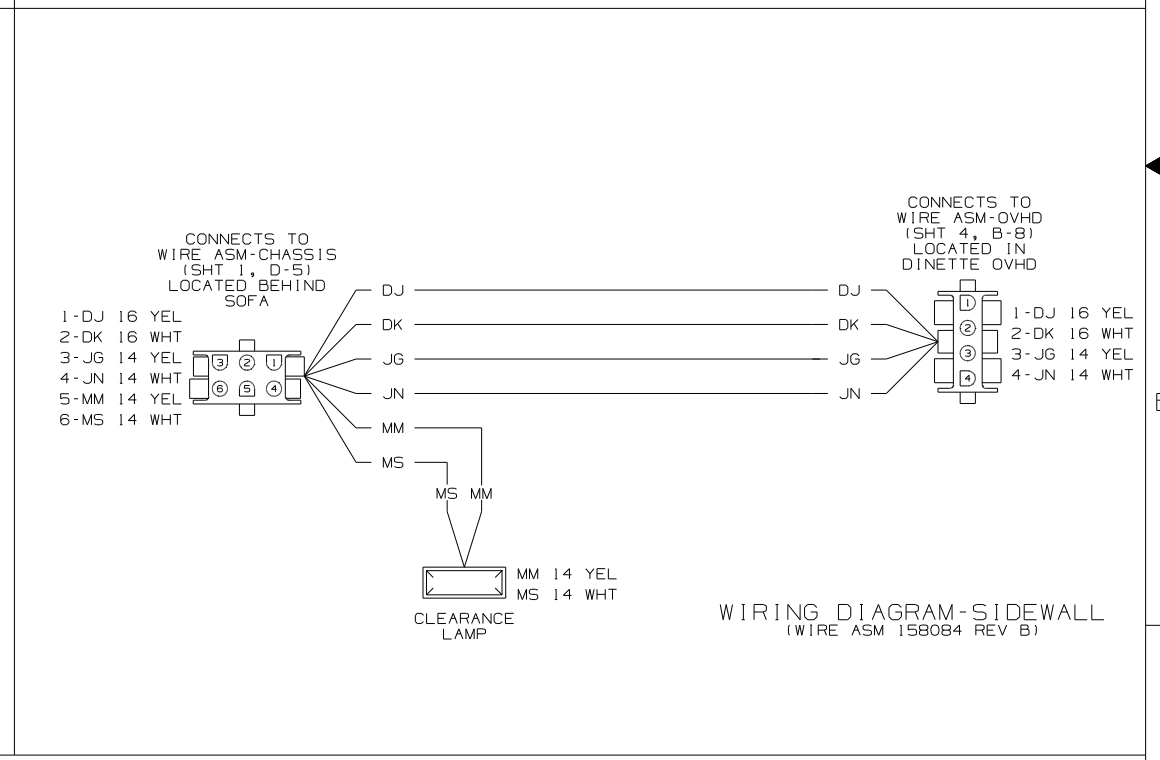 CONNECTS TO
WIRE ASM-CHASSIS
(SHT 1, D-5)
LOCATED BEHIND
SOFA
1-DJ 16 YEL
2-DK 16 WHT
3-JG 14 YEL
4-JN 14 WHT
5-MM 14 YEL
6-MS 14 WHT
3 2 1
6 5 4
DJ
DK
JG
JN
MM
MS
MS MM
DJ
DK
JG
JN
CONNECTS TO
WIRE ASM-OVHD
(SHT 4, B-8)
LOCATED IN
DINETTE OVHD
1
2
3
4
1-DJ 16 YEL
2-DK 16 WHT
3-JG 14 YEL
4-JN 14 WHT
MM 14 YEL
MS 14 WHT
CLEARANCE
LAMP
WIRING DIAGRAM-SIDEWALL
(WIRE ASM 158084 REV B)